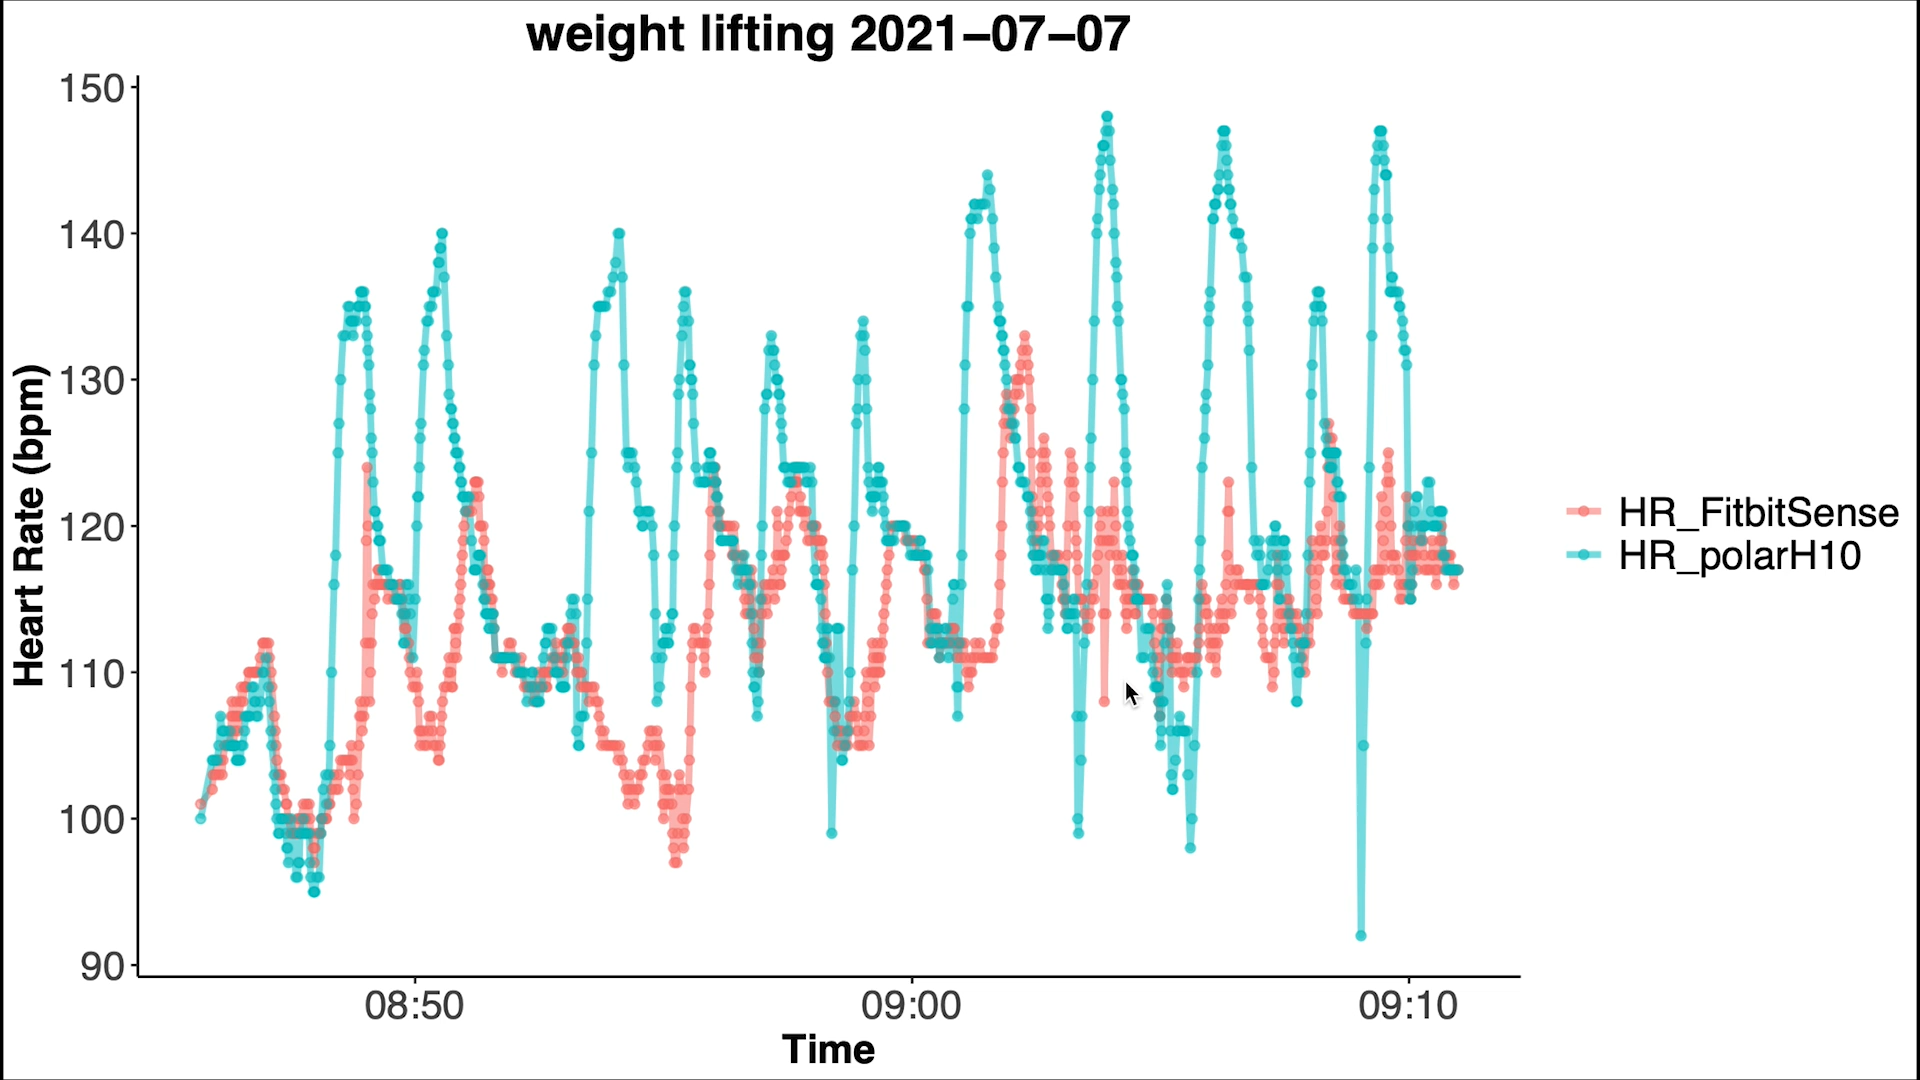 weight lifting 2021–07–07
150
140
130
120
110
100
90
Heart Rate (bpm)
08:50
09:00
09:10
Time
HR_FitbitSense
HR_polarH10